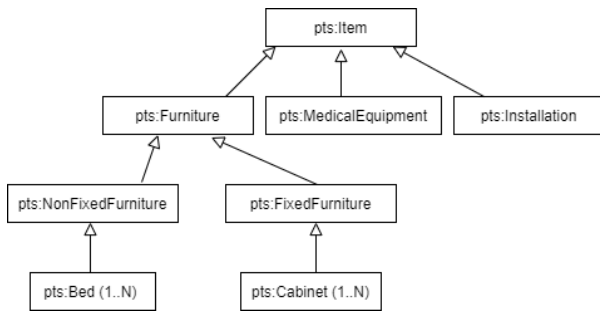 pts:Item
pts:Furniture
pts:MedicalEquipment
pts:Installation
pts:NonFixedFurniture
pts:FixedFurniture
pts:Bed (1..N)
pts:Cabinet (1..N)